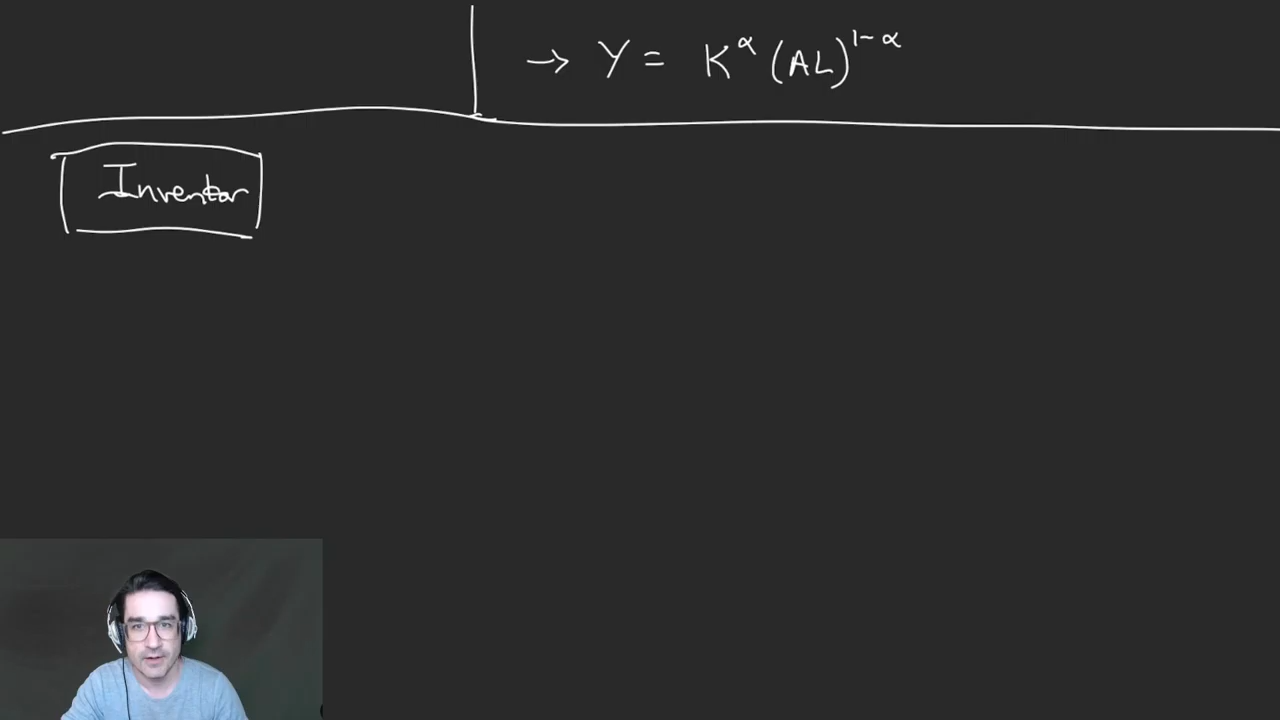 → Y = K^α (AL)^{1-α}
Inventor